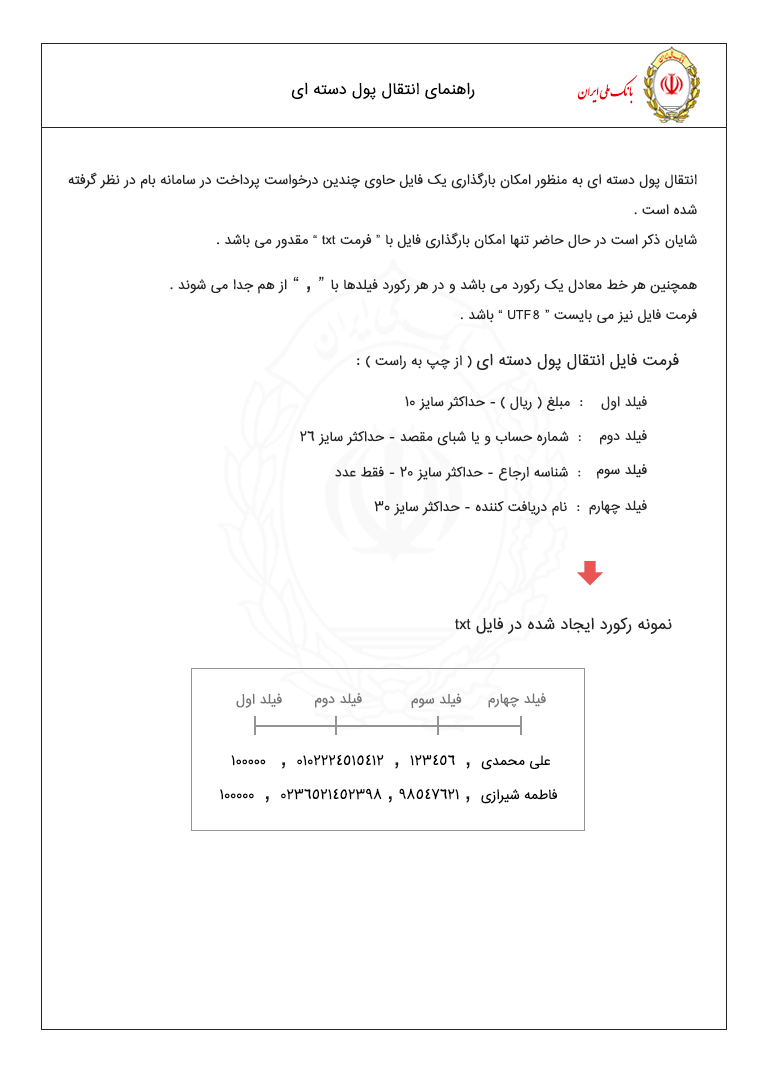 بانک ملی ایران
راهنمای انتقال پول دسته ای
انتقال پول دسته ای به منظور امکان بارگذاری یک فایل حاوی چندین درخواست پرداخت در سامانه بام در نظر گرفته
شده است .
شایان ذکر است در حال حاضر تنها امکان بارگذاری فایل با ” فرمت txt “ مقدور می باشد .
همچنین هر خط معادل یک رکورد می باشد و در هر رکورد فیلدها با ” , “ از هم جدا می شوند .
فرمت فایل نیز می بایست ” UTF8 “ باشد .
فرمت فایل انتقال پول دسته ای ( از چپ به راست ) :
فیلد اول : مبلغ ( ریال ) - حداکثر سایز ۱۰
فیلد دوم : شماره حساب و یا شبای مقصد - حداکثر سایز ٢٦
فیلد سوم : شناسه ارجاع - حداکثر سایز ۲۰ - فقط عدد
فیلد چهارم : نام دریافت کننده - حداکثر سایز ۳۰
نمونه رکورد ایجاد شده در فایل txt
فیلد اول فیلد دوم فیلد سوم فیلد چهارم
١٠٠٠٠٠ , ٠١٠٢٢٢٤٥١٥٤١٢ , ١٢٣٤٥٦ , علی محمدی
١٠٠٠٠٠ , ٠٢٣٦٥٢١٤٥٢٣٩٨ , ٩٨٥٤٧٦٢١ , فاطمه شیرازی